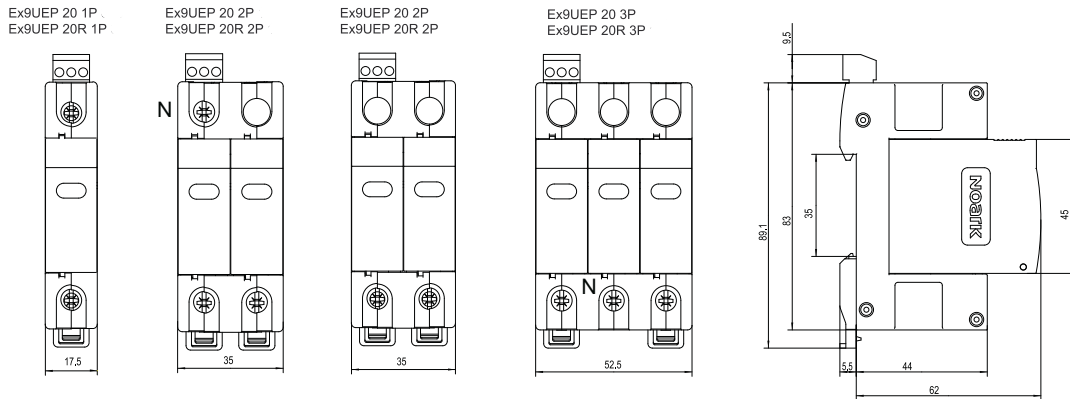 Ex9UEP 20 1P
Ex9UEP 20R 1P
Ex9UEP 20 2P
Ex9UEP 20R 2P
Ex9UEP 20 2P
Ex9UEP 20R 2P
Ex9UEP 20 3P
Ex9UEP 20R 3P
9.5
N
N
89.1
83
35
NOARK
45
17.5
35
35
52.5
5.5
44
62